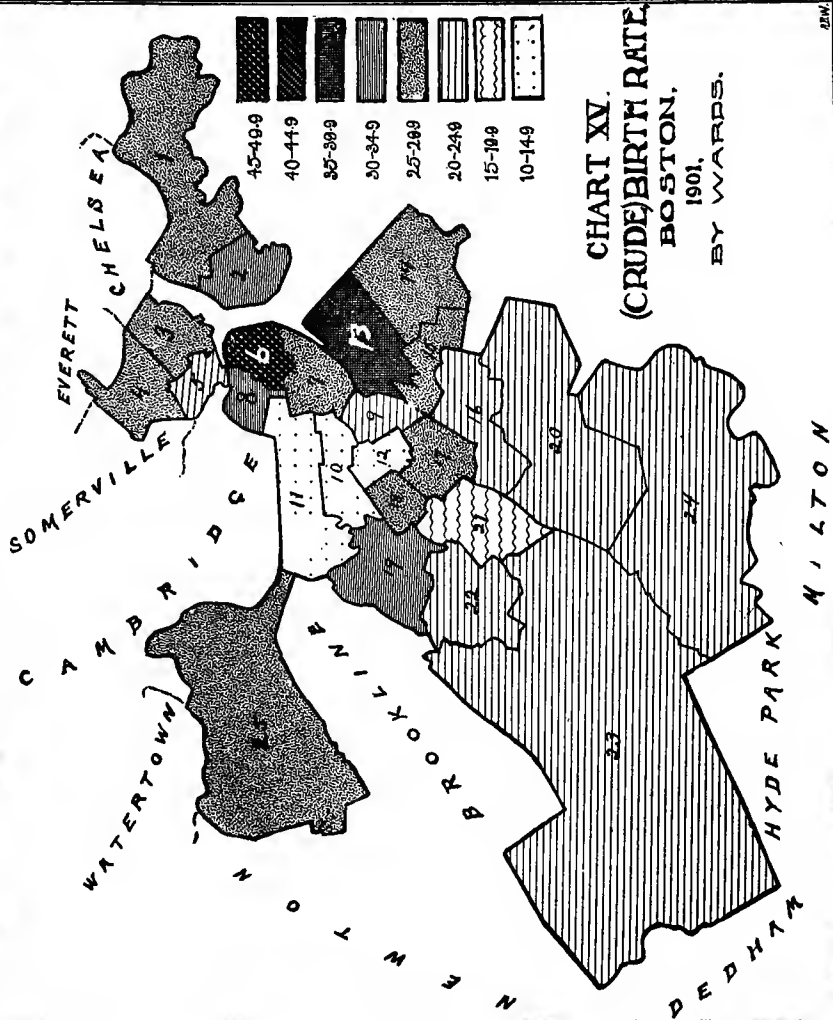 45-49.9
40-44.9
35-39.9
30-34.9
25-29.9
20-24.9
15-19.9
10-14.9
CHART XV.
(CRUDE) BIRTH RATE,
BOSTON,
1901,
BY WARDS.
EVERETT
CHELSEA
SOMERVILLE
CAMBRIDGE
WATERTOWN
BROOKLINE
NEWTON
DEDHAM
HYDE PARK
MILTON
1
2
3
4
5
6
7
8
9
10
11
12
13
14
15
16
17
18
19
20
21
22
23
24
25